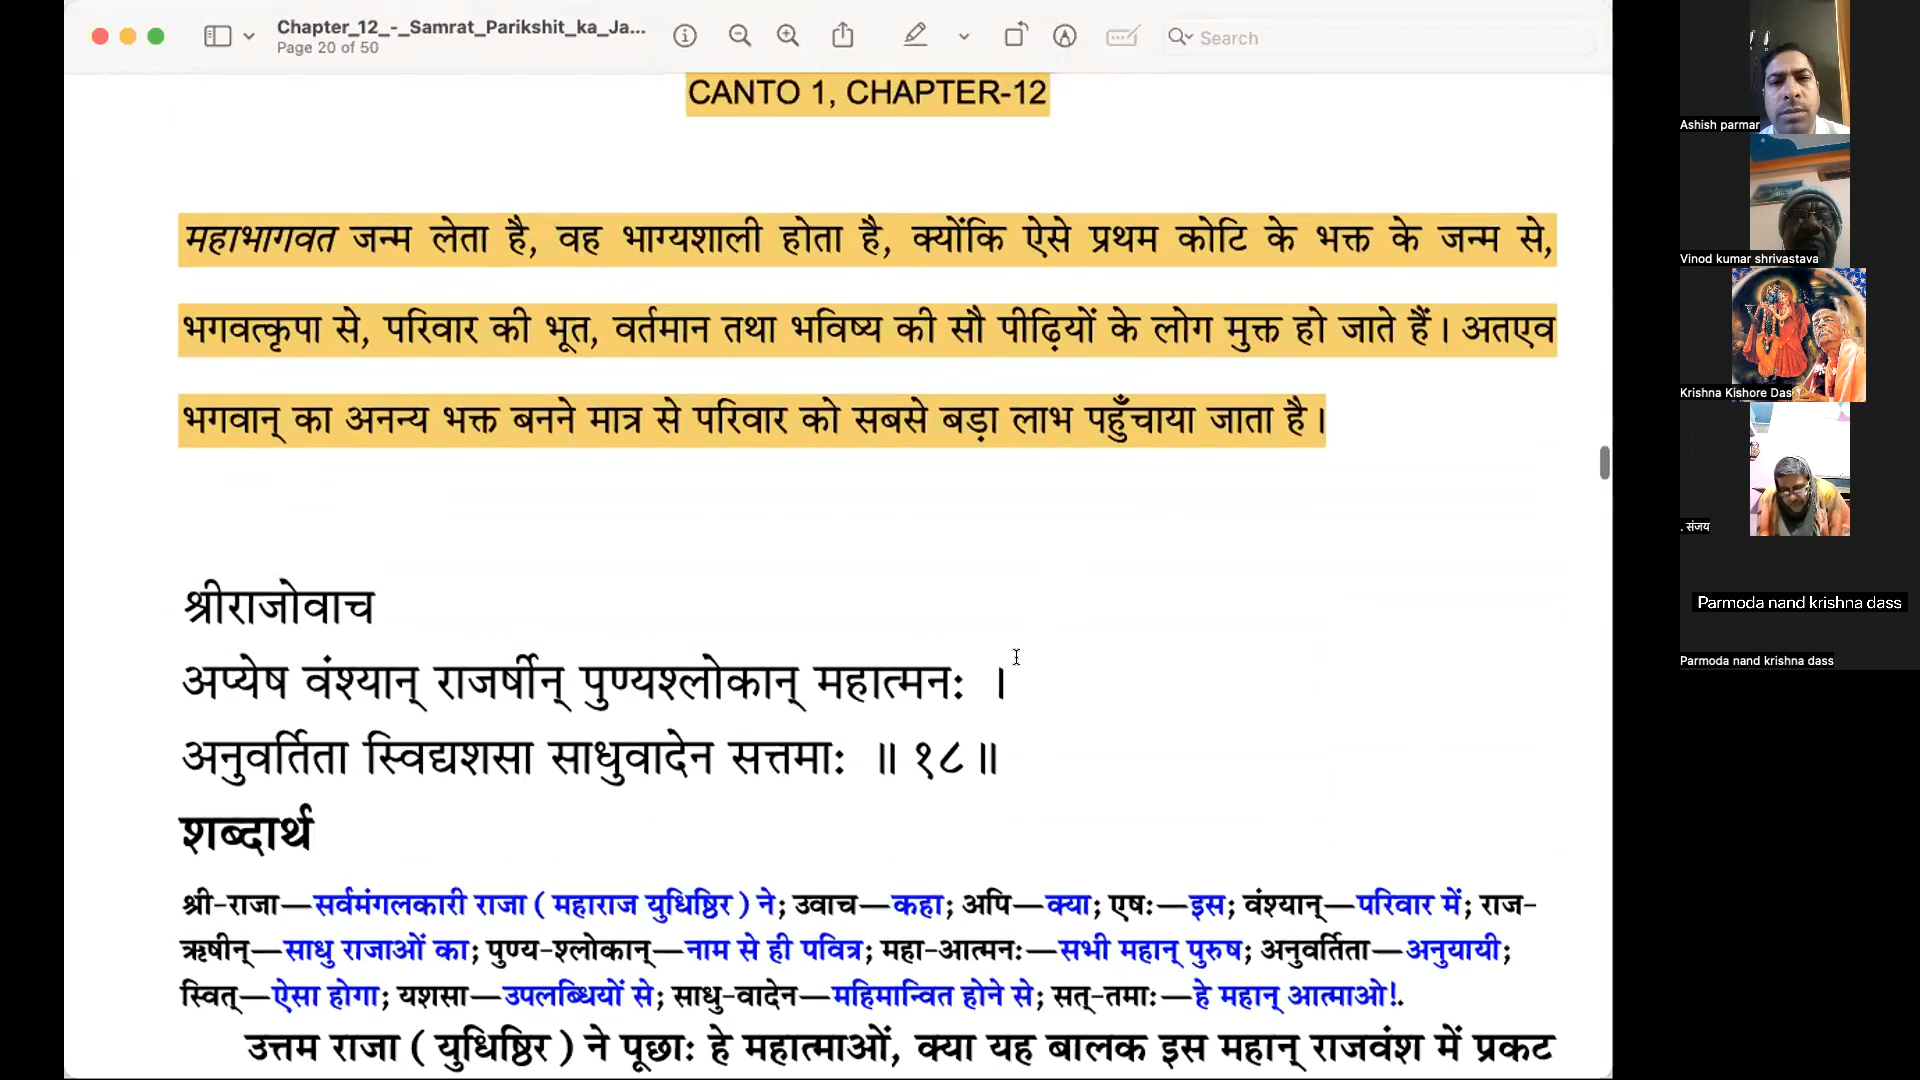 Chapter_12_-_Samrat_Parikshit_ka_Ja...
Page 20 of 50
Search
CANTO 1, CHAPTER-12
महाभागवत जन्म लेता है, वह भाग्यशाली होता है, क्योंकि ऐसे प्रथम कोटि के भक्त के जन्म से,
भगवत्कृपा से, परिवार की भूत, वर्तमान तथा भविष्य की सौ पीढ़ियों के लोग मुक्त हो जाते हैं। अतएव
भगवान् का अनन्य भक्त बनने मात्र से परिवार को सबसे बड़ा लाभ पहुँचाया जाता है।
श्रीराजोवाच
अप्येष वंश्यान् राजर्षीन् पुण्यश्लोकान् महात्मनः ।
अनुवर्तिता स्विद्यशसा साधुवादेन सत्तमाः ॥ १८॥
शब्दार्थ
श्री-राजा—सर्वमंगलकारी राजा ( महाराज युधिष्ठिर ) ने; उवाच—कहा; अपि—क्या; एषः—इस; वंश्यान्—परिवार में; राज-
ऋषीन्—साधु राजाओं का; पुण्य-श्लोकान्—नाम से ही पवित्र; महा-आत्मनः—सभी महान् पुरुष; अनुवर्तिता—अनुयायी;
स्वित्—ऐसा होगा; यशसा—उपलब्धियों से; साधु-वादेन—महिमान्वित होने से; सत्-तमाः—हे महान् आत्माओ!.
उत्तम राजा ( युधिष्ठिर ) ने पूछाः हे महात्माओं, क्या यह बालक इस महान् राजवंश में प्रकट
Ashish parmar
Vinod kumar shrivastava
Krishna Kishore Das
. संजय
Parmoda nand krishna dass
Parmoda nand krishna dass